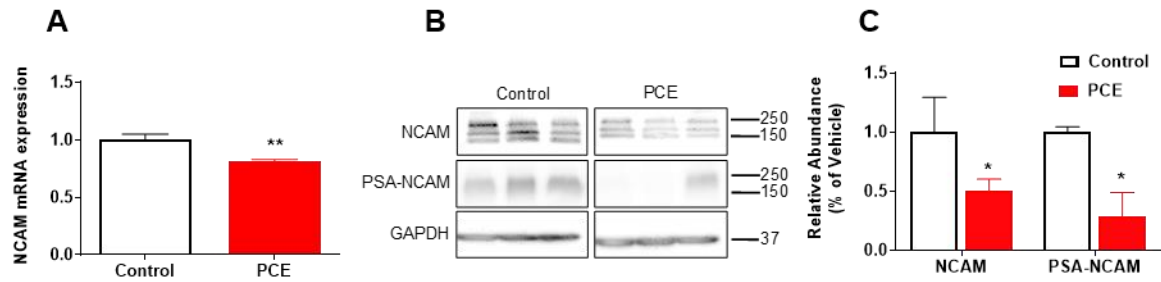 A
NCAM mRNA expression
1.5
1.0
0.5
0.0
**
Control
PCE
B
Control
PCE
NCAM
250
150
PSA-NCAM
250
150
GAPDH
37
C
Relative Abundance
(% of Vehicle)
1.5
1.0
0.5
0.0
Control
PCE
*
*
NCAM
PSA-NCAM